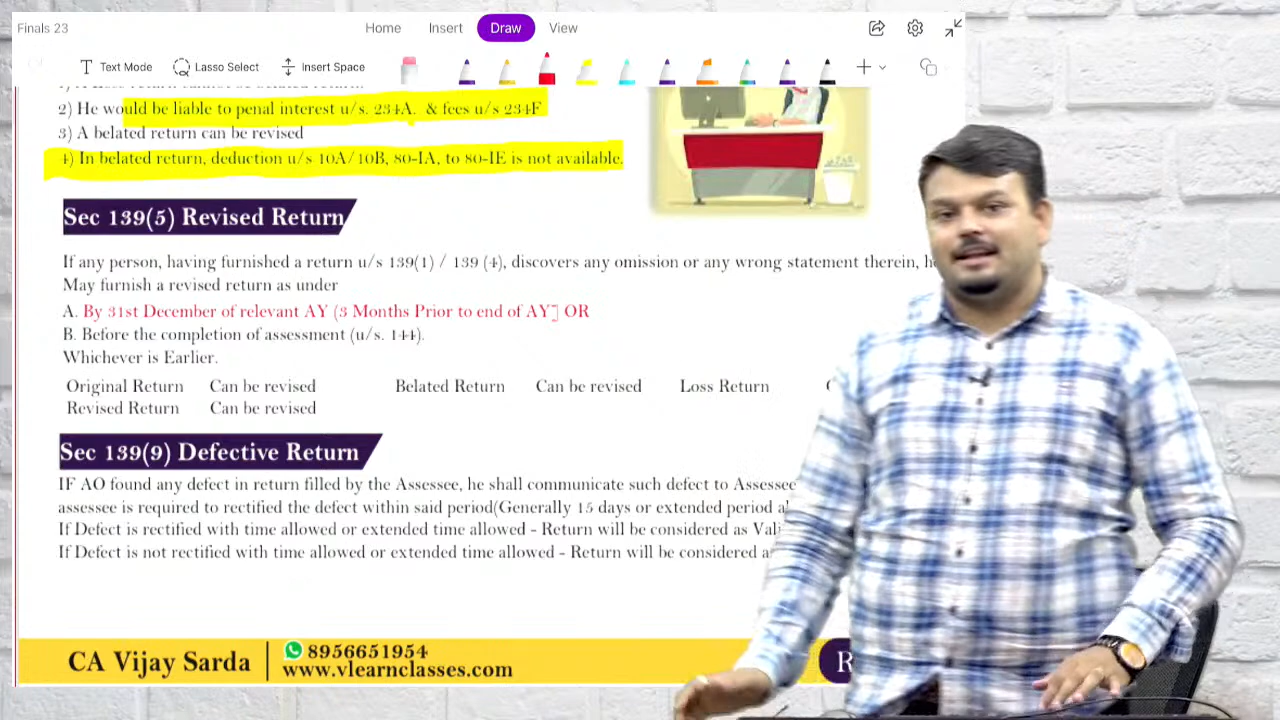 Finals 23
Home Insert Draw View
Text Mode Lasso Select Insert Space
2) He would be liable to penal interest u/s. 234A. & fees u/s 234F
3) A belated return can be revised
4) In belated return, deduction u/s 10A/10B, 80-IA, to 80-IE is not available.
Sec 139(5) Revised Return
If any person, having furnished a return u/s 139(1) / 139 (4), discovers any omission or any wrong statement therein,
May furnish a revised return as under
A. By 31st December of relevant AY (3 Months Prior to end of AY] OR
B. Before the completion of assessment (u/s. 144).
Whichever is Earlier.
Original Return Can be revised Belated Return Can be revised Loss Return
Revised Return Can be revised
Sec 139(9) Defective Return
IF AO found any defect in return filled by the Assessee, he shall communicate such defect to Assessee
assessee is required to rectified the defect within said period(Generally 15 days or extended period
If Defect is rectified with time allowed or extended time allowed - Return will be considered as
If Defect is not rectified with time allowed or extended time allowed - Return will be considered
CA Vijay Sarda
8956651954
www.vlearnclasses.com